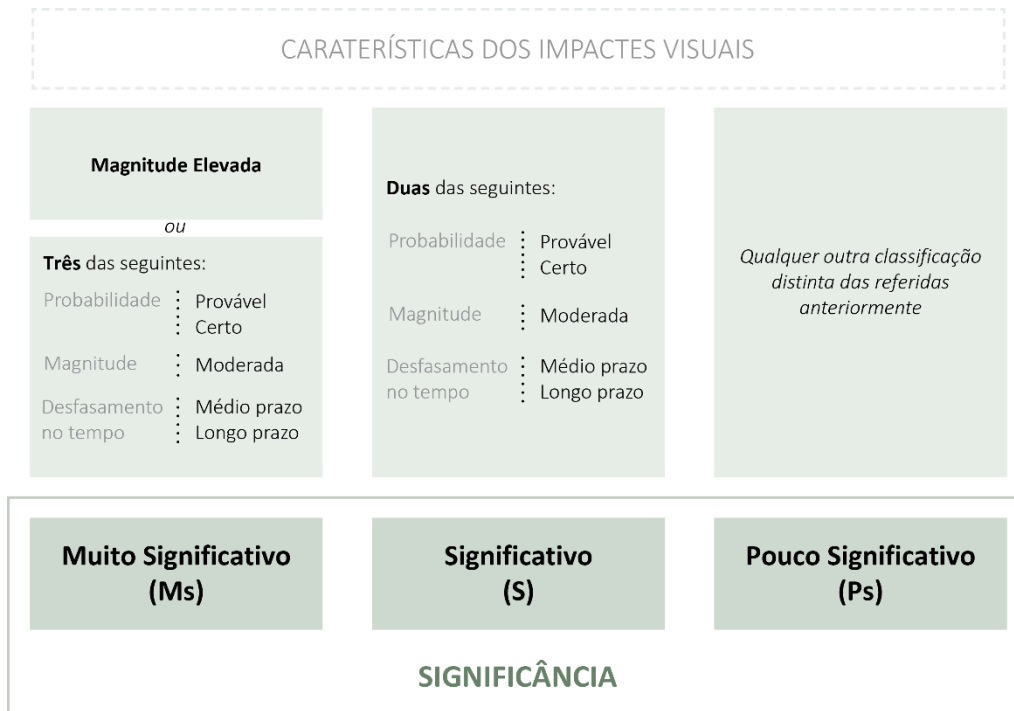 CARATERÍSTICAS DOS IMPACTES VISUAIS
Magnitude Elevada
ou
Três das seguintes:
Probabilidade
Provável
Certo
Magnitude
Moderada
Desfasamento
no tempo
Médio prazo
Longo prazo
Duas das seguintes:
Probabilidade
Provável
Certo
Magnitude
Moderada
Desfasamento
no tempo
Médio prazo
Longo prazo
Qualquer outra classificação
distinta das referidas
anteriormente
Muito Significativo
(Ms)
Significativo
(S)
Pouco Significativo
(Ps)
SIGNIFICÂNCIA